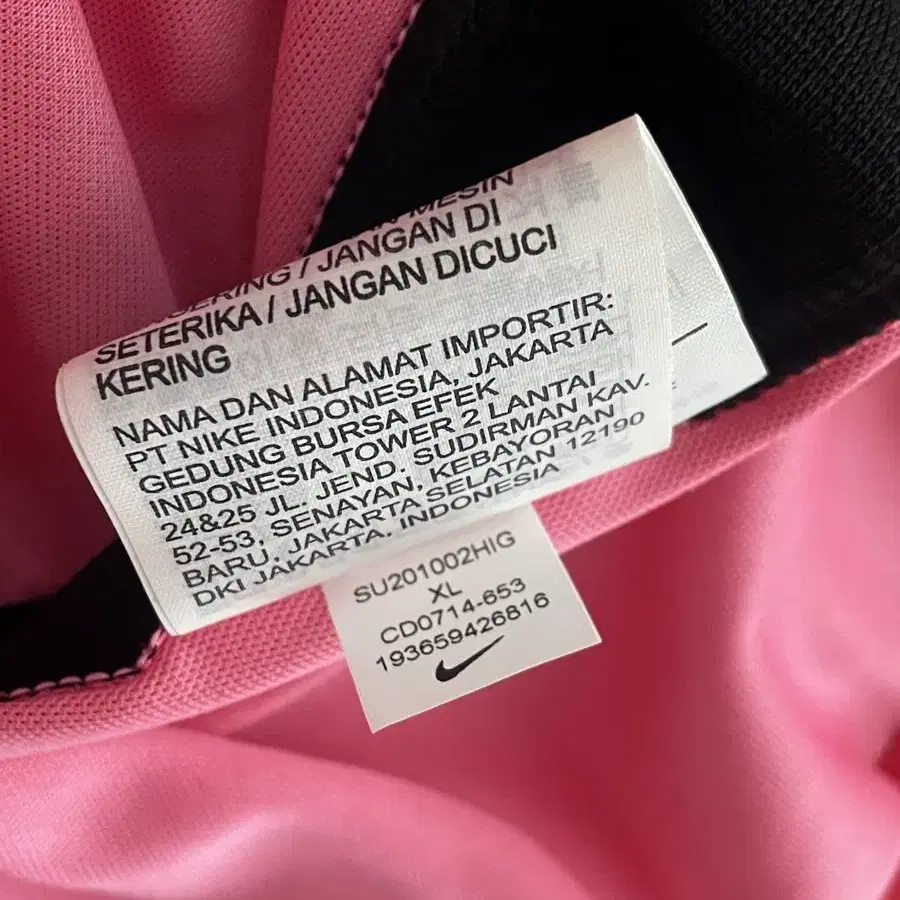 MESIN
KERING / JANGAN DI
SETERIKA / JANGAN DICUCI
KERING
NAMA DAN ALAMAT IMPORTIR:
PT NIKE INDONESIA, JAKARTA
GEDUNG BURSA EFEK
INDONESIA TOWER 2 LANTAI
24&25 JL. JEND. SUDIRMAN KAV.
52-53, SENAYAN, KEBAYORAN
BARU, JAKARTA SELATAN 12190
DKI JAKARTA, INDONESIA
SU201002HIG
XL
CD0714-653
193659426816